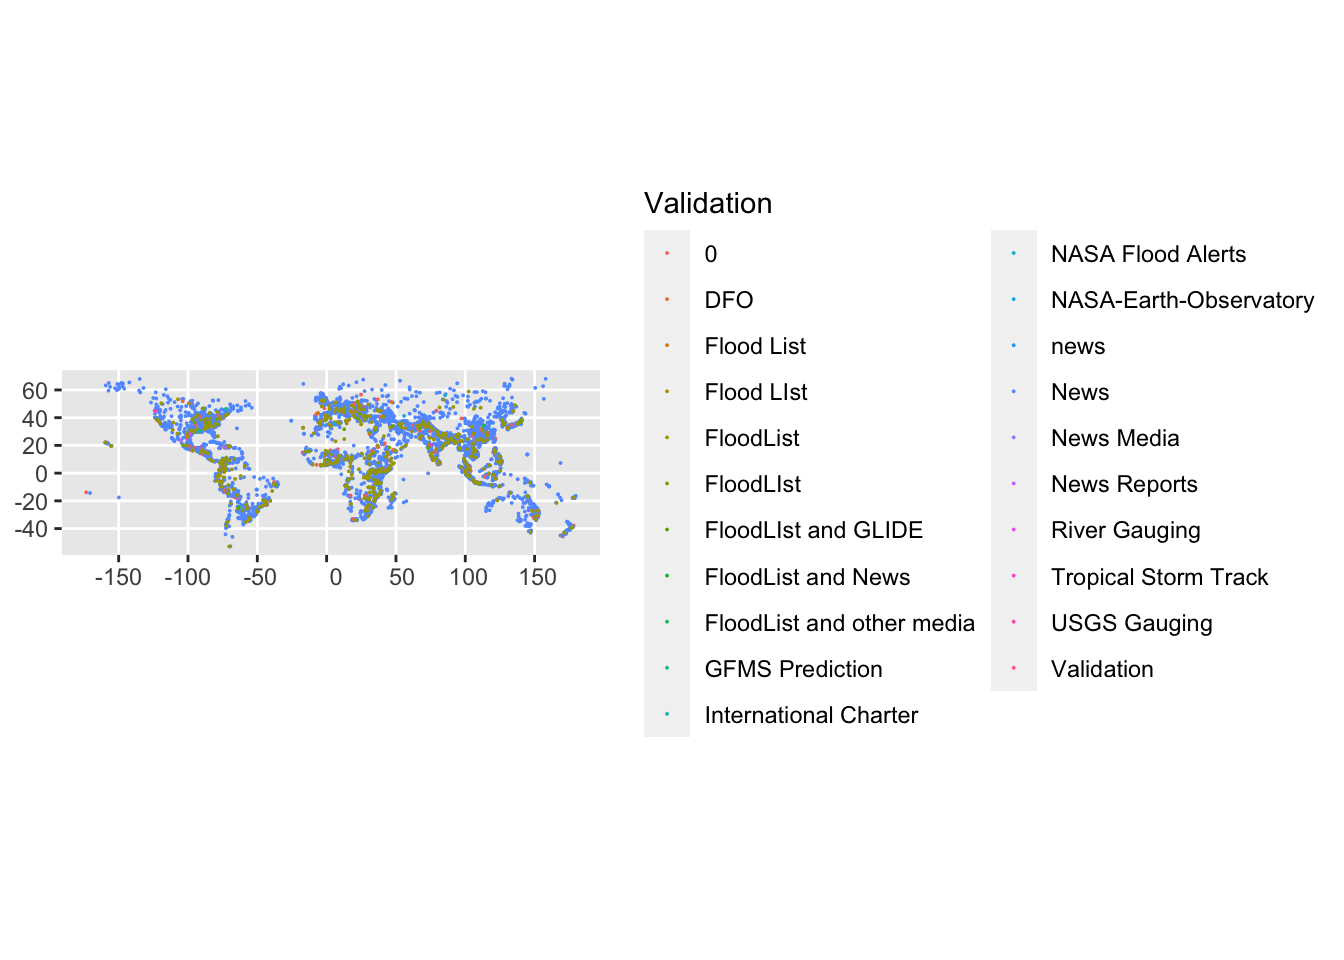 60
40
20
0
-20
-40
-150
-100
-50
0
50
100
150
Validation
0
DFO
Flood List
Flood LIst
FloodList
FloodLIst
FloodLIst and GLIDE
FloodList and News
FloodList and other media
GFMS Prediction
International Charter
NASA Flood Alerts
NASA-Earth-Observatory
news
News
News Media
News Reports
River Gauging
Tropical Storm Track
USGS Gauging
Validation